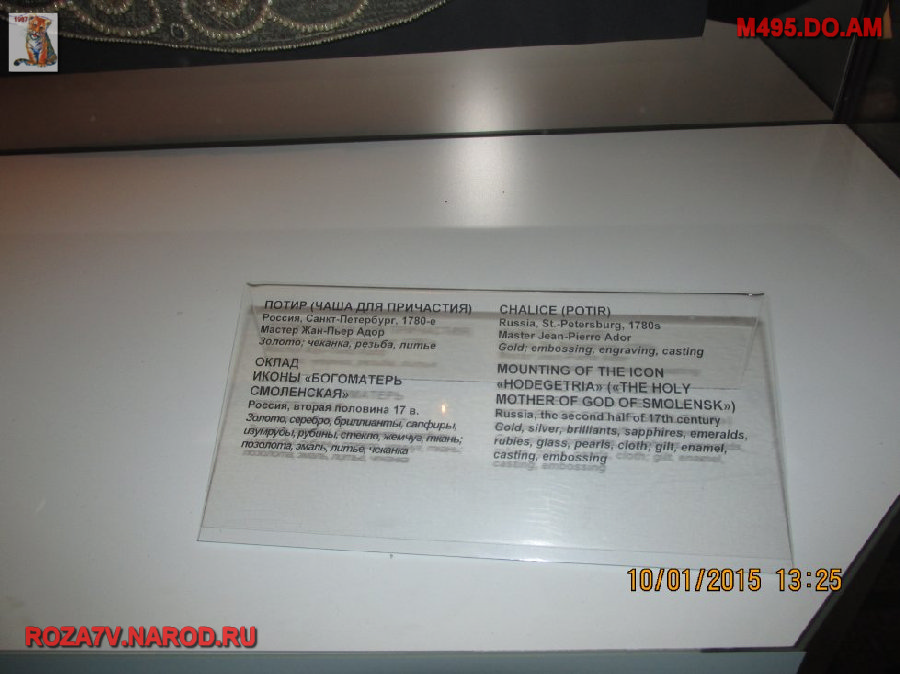 1997
M495.DO.AM
ПОТИР (ЧАША ДЛЯ ПРИЧАСТИЯ)
Россия, Санкт-Петербург, 1780-е
Мастер Жан-Пьер Адор
Золото; чеканка, резьба, литье
ОКЛАД
ИКОНЫ «БОГОМАТЕРЬ
СМОЛЕНСКАЯ»
Россия, вторая половина 17 в.
Золото, серебро, бриллианты, сапфиры,
изумрубы, рубины, стекло, жемчуг, ткань;
позолота, эмаль, литье, чеканка
CHALICE (POTIR)
Russia, St.-Petersburg, 1780s
Master Jean-Pierre Ador
Gold: embossing, engraving, casting
MOUNTING OF THE ICON
«HODEGETRIA» («THE HOLY
MOTHER OF GOD OF SMOLENSK»)
Russia, the second half of 17th century
Gold, silver, brilliants, sapphires, emeralds,
rubies, glass, pearls, cloth, gilt, enamel,
casting, embossing
10/01/2015 13:25
ROZA7V.NAROD.RU